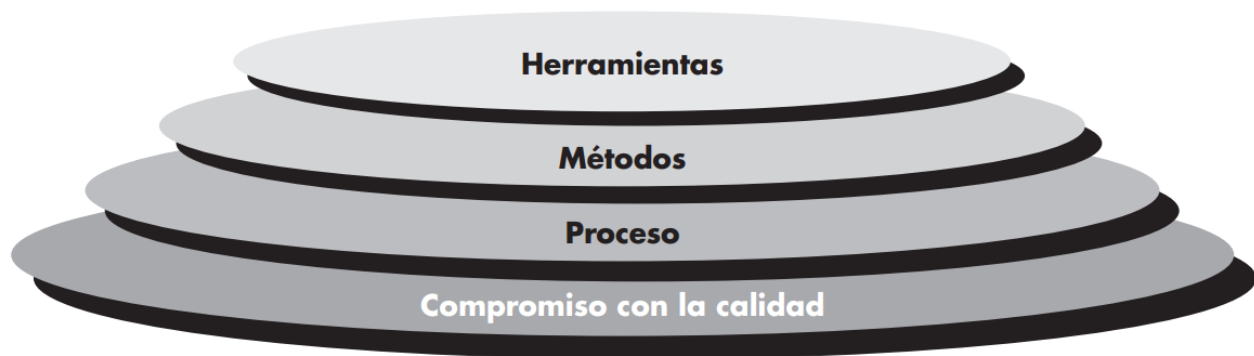 Herramientas
Métodos
Proceso
Compromiso con la calidad